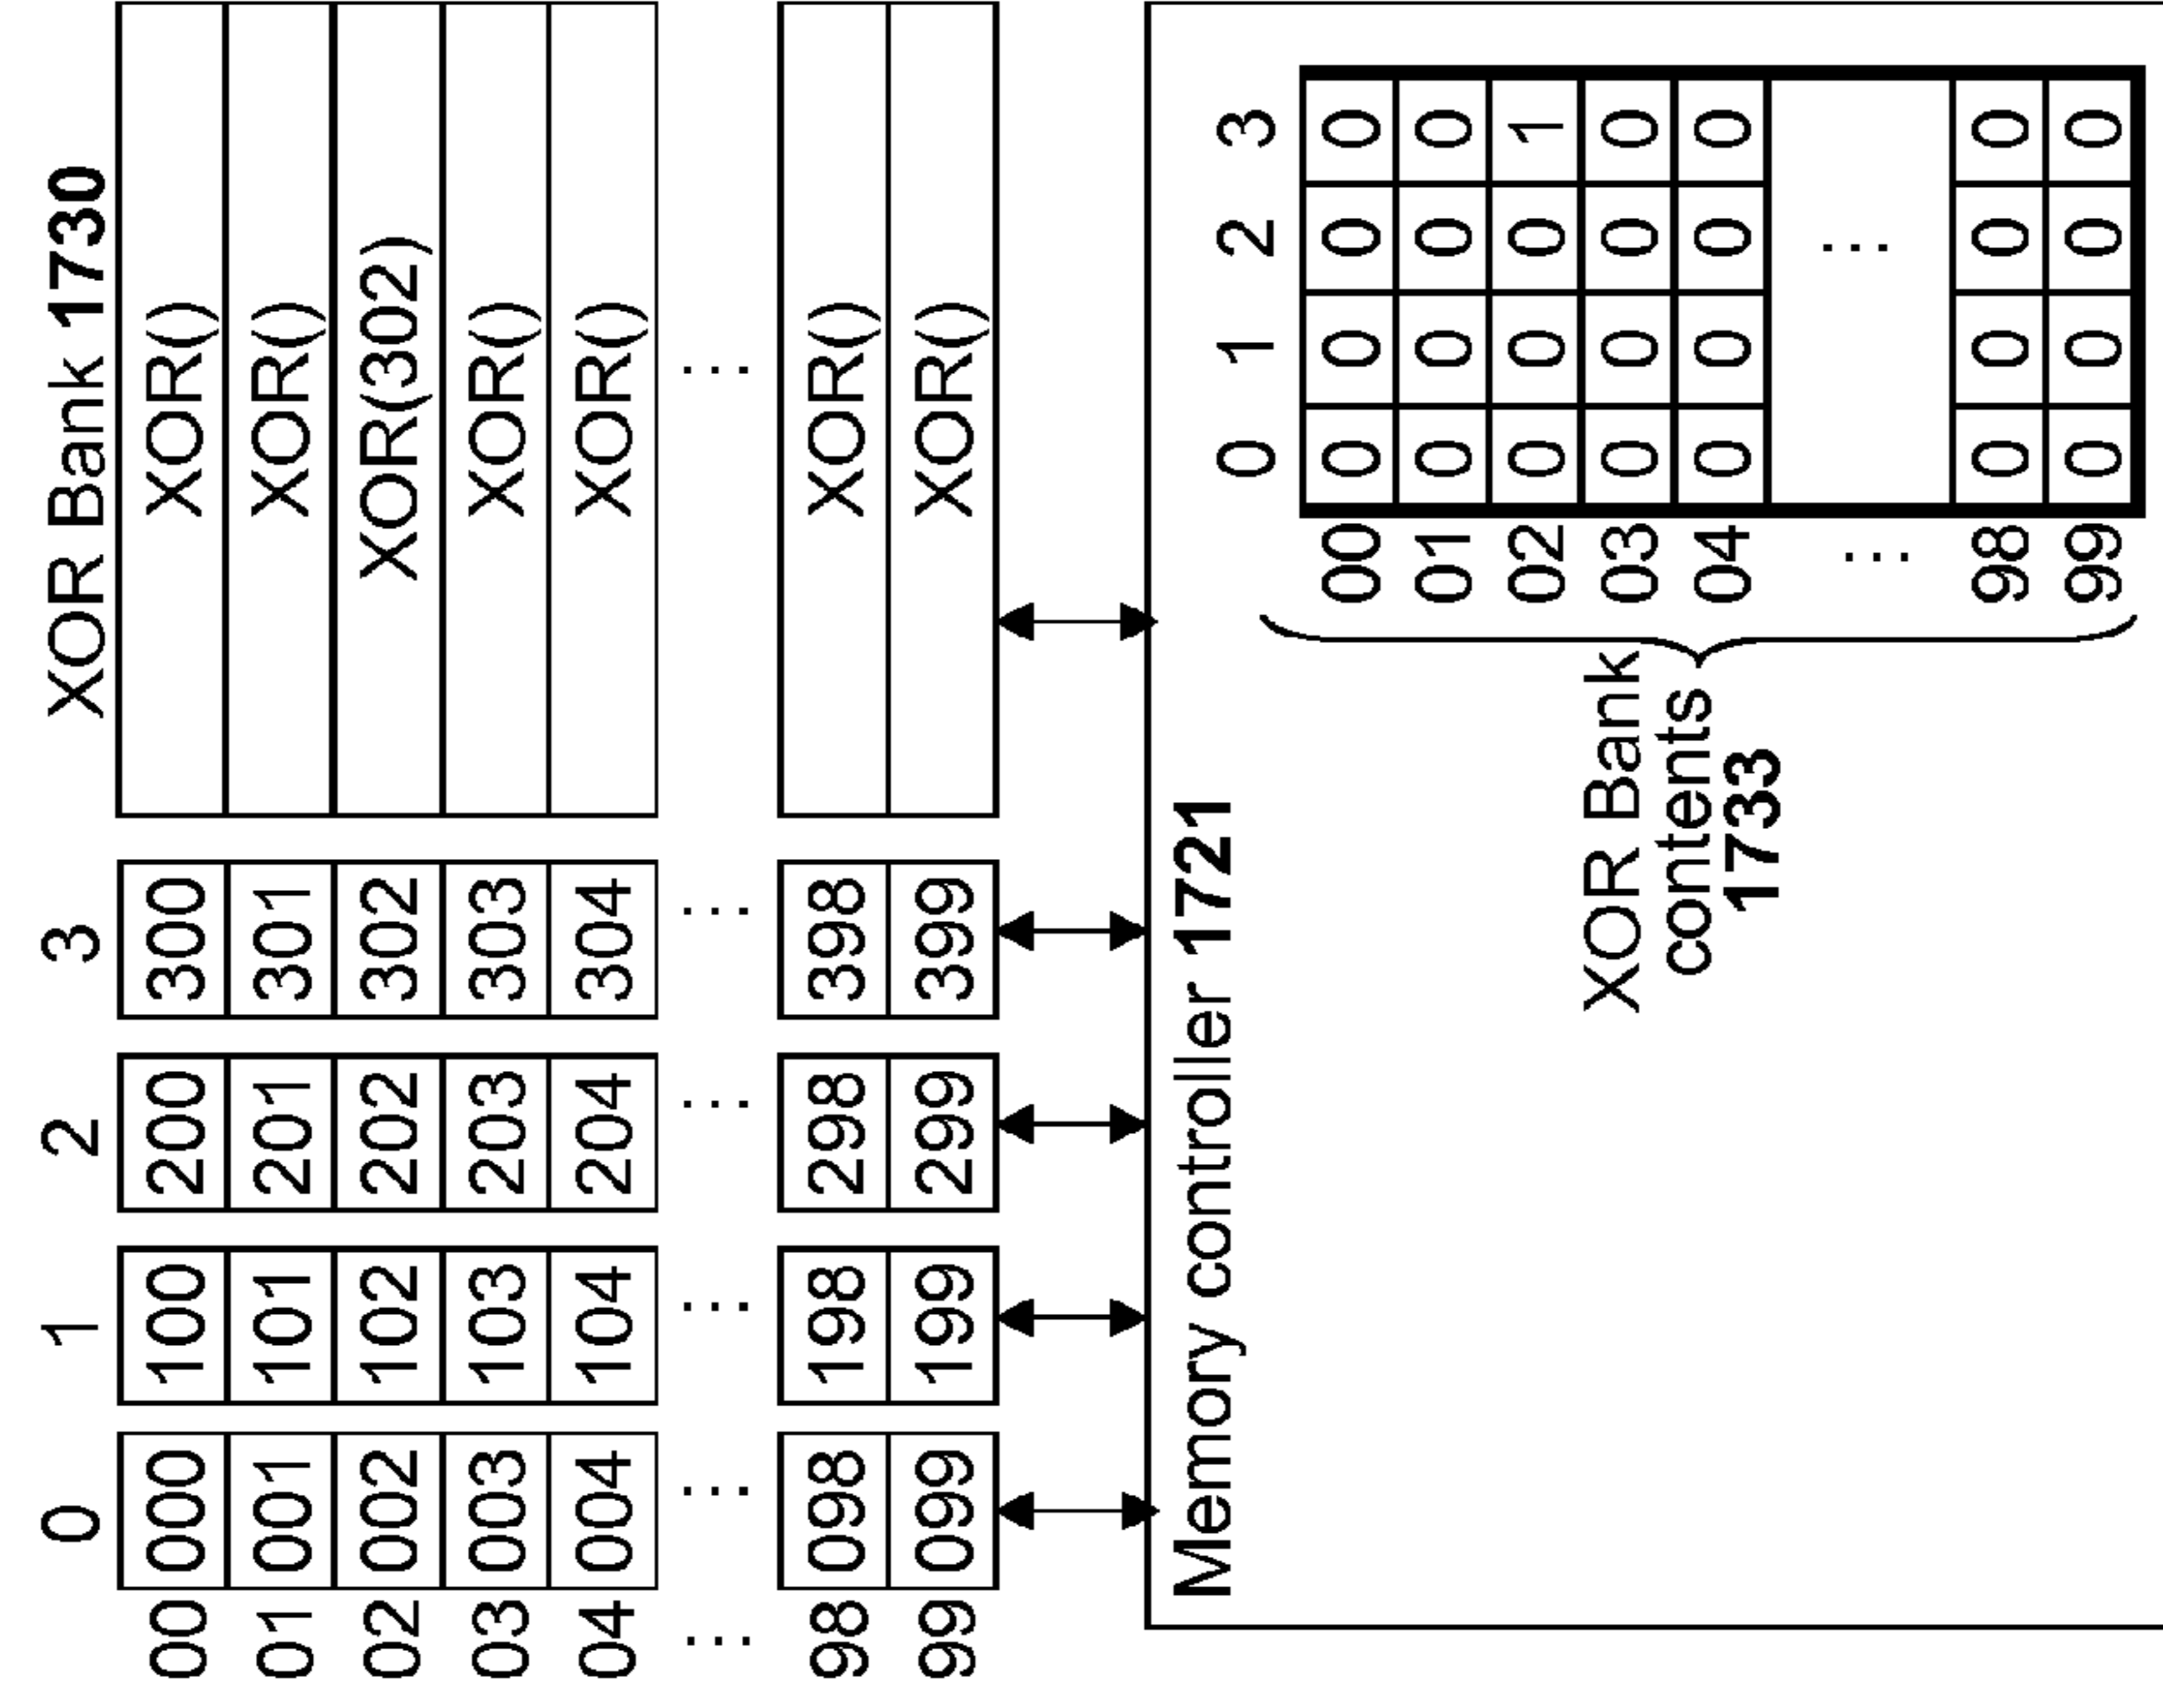 0 1 2 3 XOR Bank 1730
00 000 100 200 300 XOR()
01 001 101 201 301 XOR()
02 002 102 202 302 XOR(302)
03 003 103 203 303 XOR()
04 004 104 204 304 XOR()
... ... ... ... ... ...
98 098 198 298 398 XOR()
99 099 199 299 399 XOR()
Memory controller 1721
0 1 2 3
00 0 0 0 0
01 0 0 0 0
02 0 0 0 1
03 0 0 0 0
04 0 0 0 0
... ...
98 0 0 0 0
99 0 0 0 0
XOR Bank
contents
1733